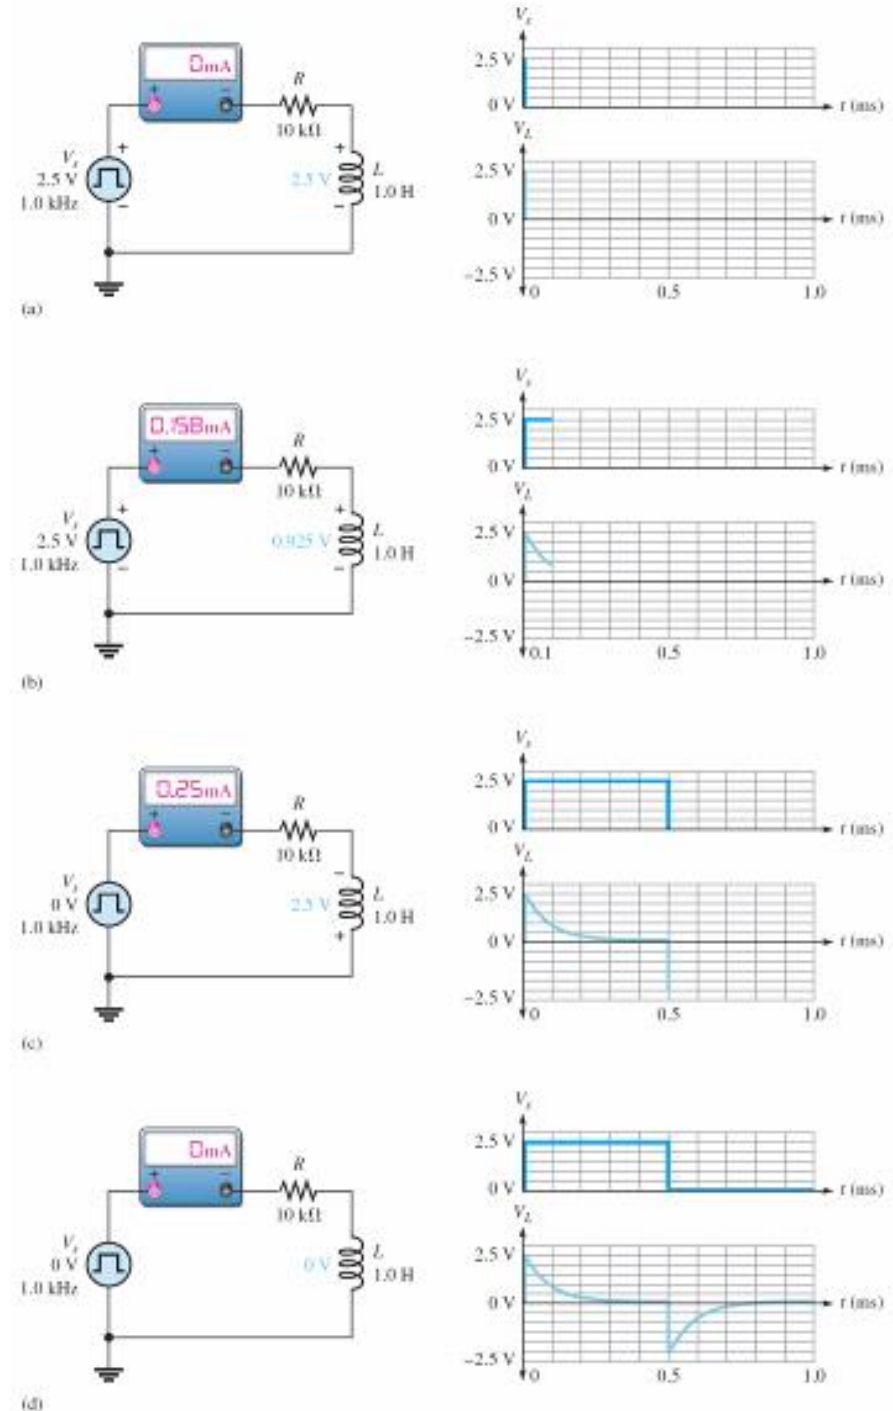 0mA
+ −
R
10 kΩ
Vs
2.5 V
1.0 kHz
+
−
+
2.5 V
−
L
1.0 H
Vs
2.5 V
0 V
t (ms)
VL
2.5 V
0 V
t (ms)
−2.5 V
0 0.5 1.0
(a)
0.158mA
+ −
R
10 kΩ
Vs
2.5 V
1.0 kHz
+
−
+
0.925 V
−
L
1.0 H
Vs
2.5 V
0 V
t (ms)
VL
2.5 V
0 V
t (ms)
−2.5 V
0.1 0.5 1.0
(b)
0.25mA
+ −
R
10 kΩ
Vs
0 V
1.0 kHz
−
2.5 V
+
L
1.0 H
Vs
2.5 V
0 V
t (ms)
VL
2.5 V
0 V
t (ms)
−2.5 V
0 0.5 1.0
(c)
0mA
+ −
R
10 kΩ
Vs
0 V
1.0 kHz
0 V
L
1.0 H
Vs
2.5 V
0 V
t (ms)
VL
2.5 V
0 V
t (ms)
−2.5 V
0 0.5 1.0
(d)